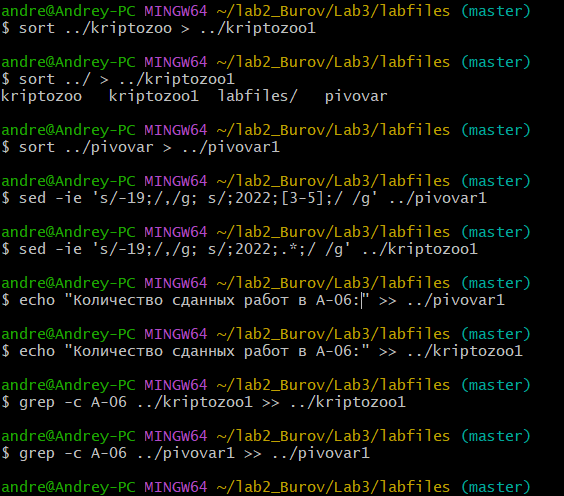 andre@Andrey-PC MINGW64 ~/lab2_Burov/Lab3/labfiles (master)
$ sort ../kriptozoo > ../kriptozoo1
andre@Andrey-PC MINGW64 ~/lab2_Burov/Lab3/labfiles (master)
$ sort ../ > ../kriptozoo1
kriptozoo   kriptozoo1  labfiles/   pivovar
andre@Andrey-PC MINGW64 ~/lab2_Burov/Lab3/labfiles (master)
$ sort ../pivovar > ../pivovar1
andre@Andrey-PC MINGW64 ~/lab2_Burov/Lab3/labfiles (master)
$ sed -ie 's/-19;/,/g; s/;2022;[3-5];/ /g' ../pivovar1
andre@Andrey-PC MINGW64 ~/lab2_Burov/Lab3/labfiles (master)
$ sed -ie 's/-19;/,/g; s/;2022;.*;/ /g' ../kriptozoo1
andre@Andrey-PC MINGW64 ~/lab2_Burov/Lab3/labfiles (master)
$ echo "Количество сданных работ в А-06:" >> ../pivovar1
andre@Andrey-PC MINGW64 ~/lab2_Burov/Lab3/labfiles (master)
$ echo "Количество сданных работ в А-06:" >> ../kriptozoo1
andre@Andrey-PC MINGW64 ~/lab2_Burov/Lab3/labfiles (master)
$ grep -c A-06 ../kriptozoo1 >> ../kriptozoo1
andre@Andrey-PC MINGW64 ~/lab2_Burov/Lab3/labfiles (master)
$ grep -c A-06 ../pivovar1 >> ../pivovar1
andre@Andrey-PC MINGW64 ~/lab2_Burov/Lab3/labfiles (master)